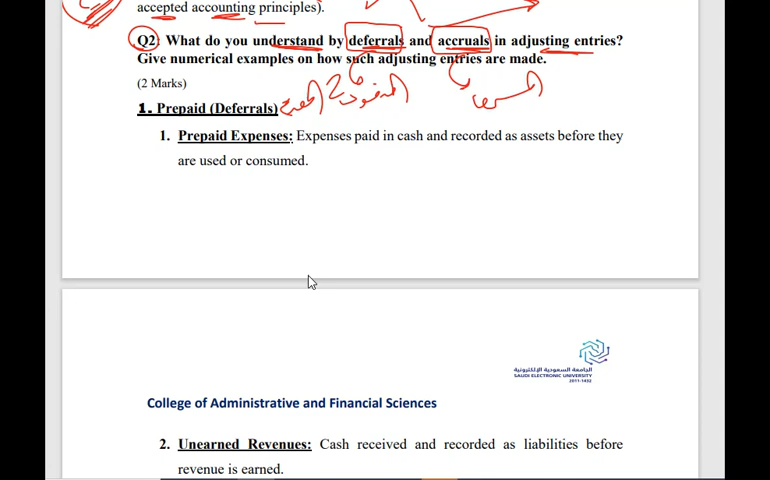 accepted accounting principles).
Q2: What do you understand by deferrals and accruals in adjusting entries?
Give numerical examples on how such adjusting entries are made.
(2 Marks)
1. Prepaid (Deferrals)
1. Prepaid Expenses: Expenses paid in cash and recorded as assets before they
are used or consumed.
الجامعة السعودية الإلكترونية
SAUDI ELECTRONIC UNIVERSITY
2011-1432
College of Administrative and Financial Sciences
2. Unearned Revenues: Cash received and recorded as liabilities before
revenue is earned.